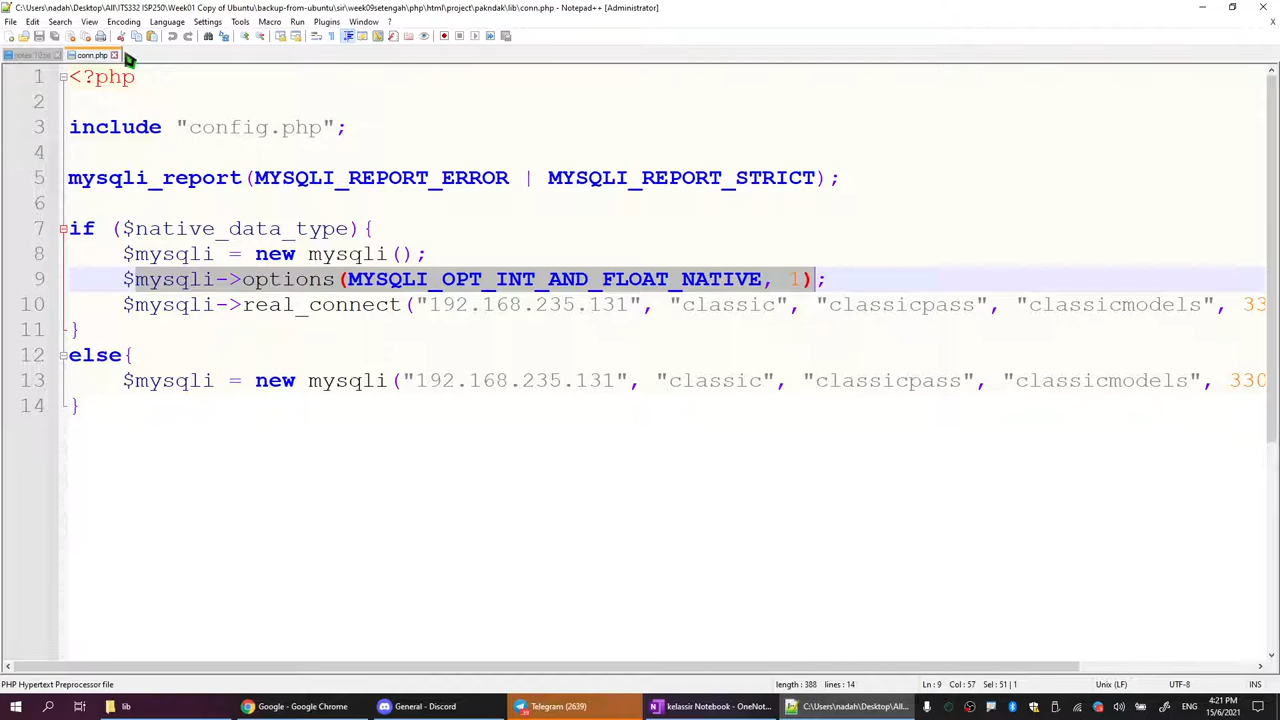 C:\Users\nadah\Desktop\All\ITS332 ISP250\Week01 Copy of Ubuntu\backup-from-ubuntu\sir\week09setengah\php\html\project\pakndak\lib\conn.php - Notepad++ [Administrator]
File Edit Search View Encoding Language Settings Tools Macro Run Plugins Window ?
conn.php
1 <?php
2
3 include "config.php";
4
5 mysqli_report(MYSQLI_REPORT_ERROR | MYSQLI_REPORT_STRICT);
6
7 if ($native_data_type){
8 $mysqli = new mysqli();
9 $mysqli->options(MYSQLI_OPT_INT_AND_FLOAT_NATIVE, 1);
10 $mysqli->real_connect("192.168.235.131", "classic", "classicpass", "classicmodels", 33
11 }
12 else{
13 $mysqli = new mysqli("192.168.235.131", "classic", "classicpass", "classicmodels", 330
14 }
PHP Hypertext Preprocessor file length : 388 lines : 14 Ln : 9 Col : 57 Sel : 51 | 1 Unix (LF) UTF-8 INS
lib Google - Google Chrome General - Discord Telegram (2639) kelassir Notebook - OneNot... C:\Users\nadah\Desktop\All... ENG 4:21 PM
15/6/2021